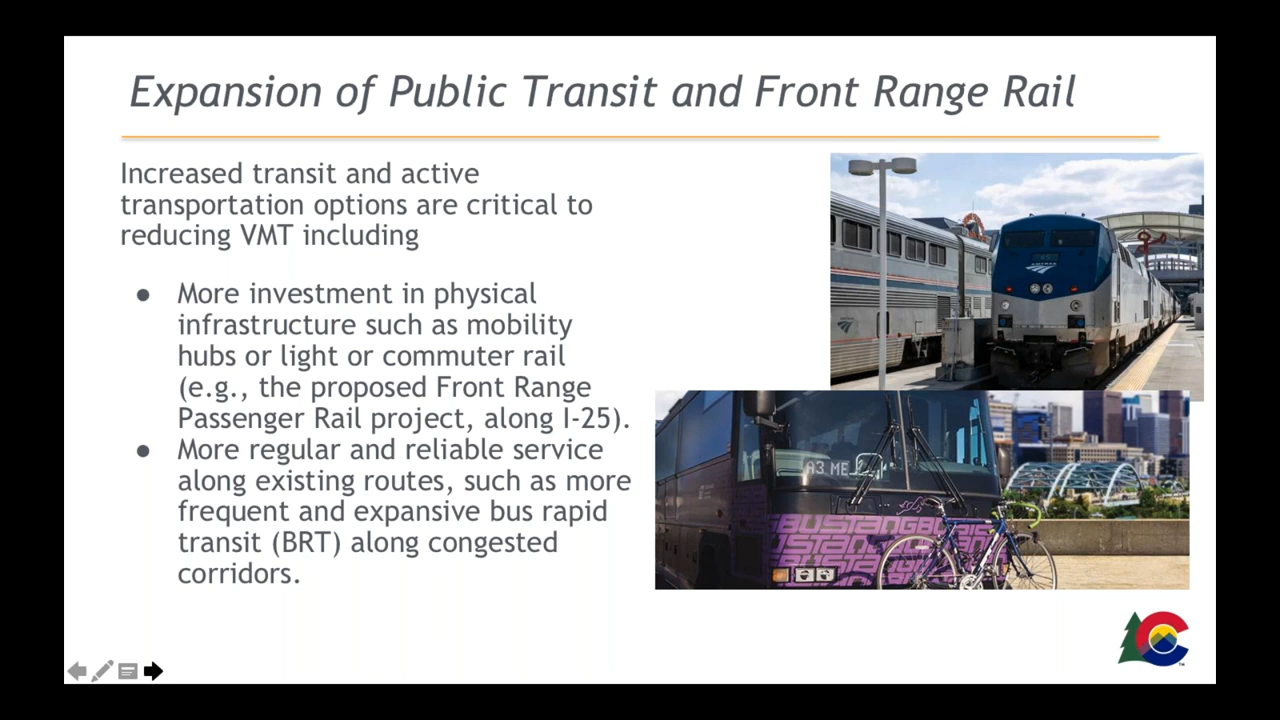 Expansion of Public Transit and Front Range Rail
Increased transit and active
transportation options are critical to
reducing VMT including
● More investment in physical
infrastructure such as mobility
hubs or light or commuter rail
(e.g., the proposed Front Range
Passenger Rail project, along I-25).
● More regular and reliable service
along existing routes, such as more
frequent and expansive bus rapid
transit (BRT) along congested
corridors.
A3 ME
BUSTANG